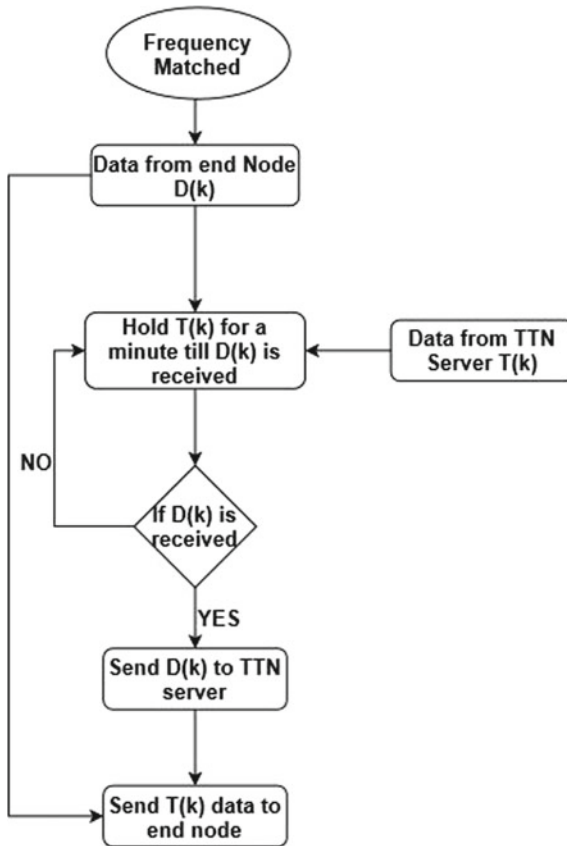 Frequency
Matched
Data from end Node
D(k)
Hold T(k) for a
minute till D(k) is
received
Data from TTN
Server T(k)
NO
If D(k) is
received
YES
Send D(k) to TTN
server
Send T(k) data to
end node